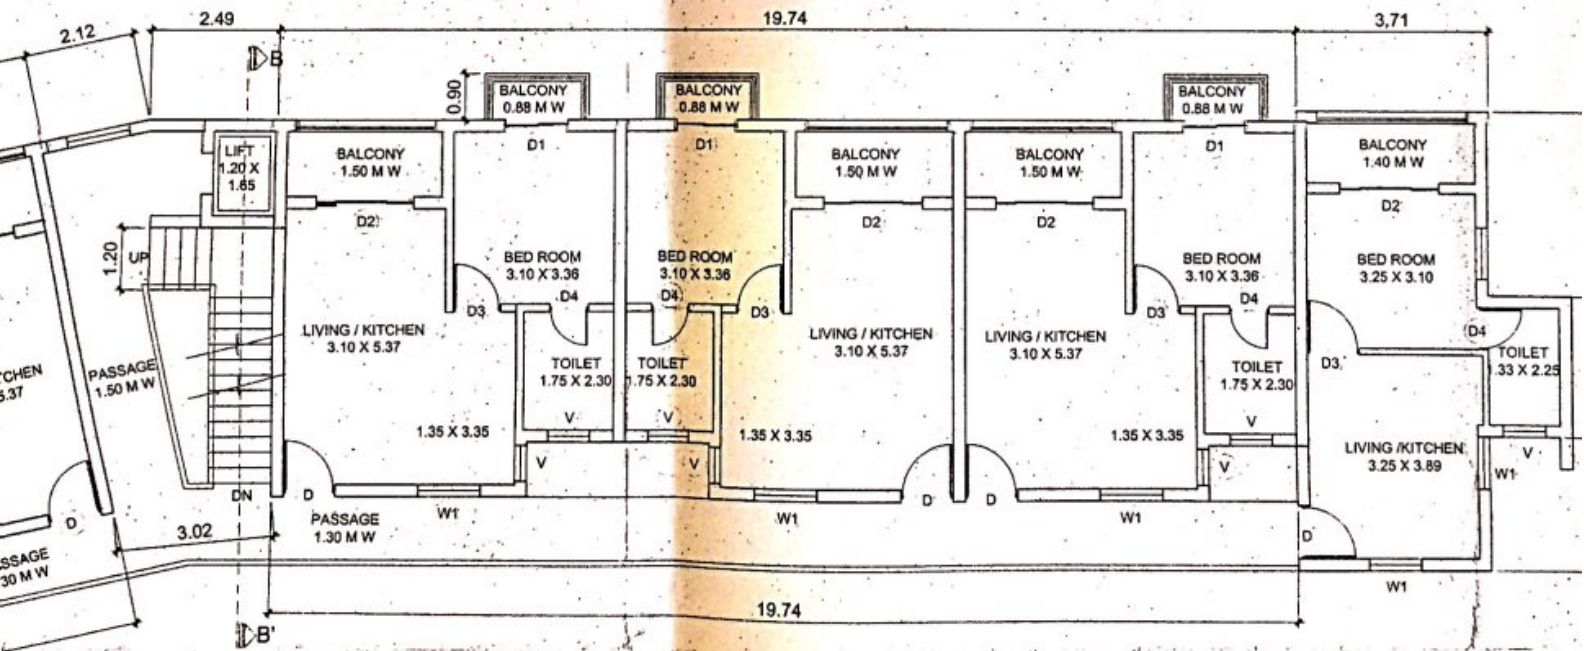 2.12
2.49
19.74
3,71
B
0.90
BALCONY
0.88 M W
BALCONY
0.88 M W
BALCONY
0.88 M W
LIFT
1.20 X
1.65
BALCONY
1.50 M W
D1
D1
BALCONY
1.50 M W
BALCONY
1.50 M W
D1
BALCONY
1.40 M W
D2
D2
D2
D2
1.20
UP
BED ROOM
3.10 X 3.36
BED ROOM
3.10 X 3.36
BED ROOM
3.10 X 3.36
BED ROOM
3.25 X 3.10
D4
D4
D4
D3
D3
D3
D4
D3
LIVING / KITCHEN
3.10 X 5.37
LIVING / KITCHEN
3.10 X 5.37
LIVING / KITCHEN
3.10 X 5.37
TOILET
1.75 X 2.30
TOILET
1.75 X 2.30
TOILET
1.75 X 2.30
TOILET
1.33 X 2.25
PASSAGE
1.50 M W
V
V
V
1.35 X 3.35
1.35 X 3.35
1.35 X 3.35
V
V
V
V
LIVING /KITCHEN
3.25 X 3.89
W1
DN
D
D
D
D
D
W1
W1
W1
W1
PASSAGE
1.30 M W
3.02
30 M W
19.74
B'